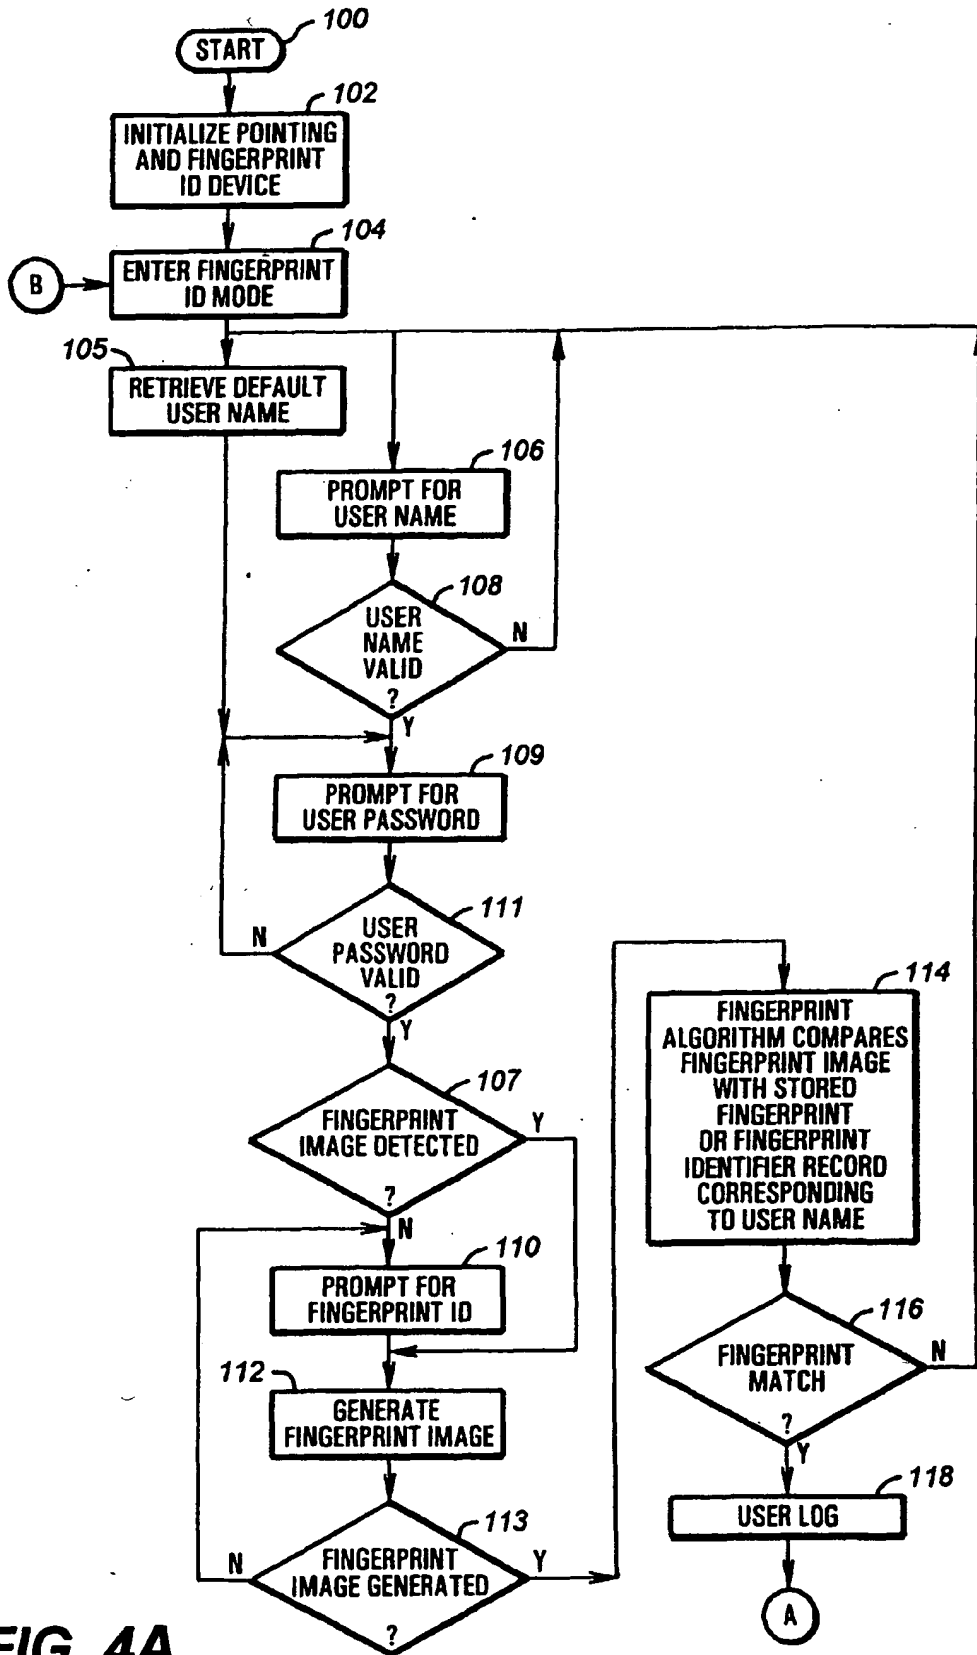 100
START
102
INITIALIZE POINTING
AND FINGERPRINT
ID DEVICE
104
B
ENTER FINGERPRINT
ID MODE
105
RETRIEVE DEFAULT
USER NAME
106
PROMPT FOR
USER NAME
108
USER
NAME
VALID
?
N
Y
109
PROMPT FOR
USER PASSWORD
111
USER
PASSWORD
VALID
?
N
Y
107
FINGERPRINT
IMAGE DETECTED
?
Y
N
110
PROMPT FOR
FINGERPRINT ID
112
GENERATE
FINGERPRINT IMAGE
113
FINGERPRINT
IMAGE GENERATED
?
N
Y
114
FINGERPRINT
ALGORITHM COMPARES
FINGERPRINT IMAGE
WITH STORED
FINGERPRINT
OR FINGERPRINT
IDENTIFIER RECORD
CORRESPONDING
TO USER NAME
116
FINGERPRINT
MATCH
?
N
Y
118
USER LOG
A
FIG. 4A